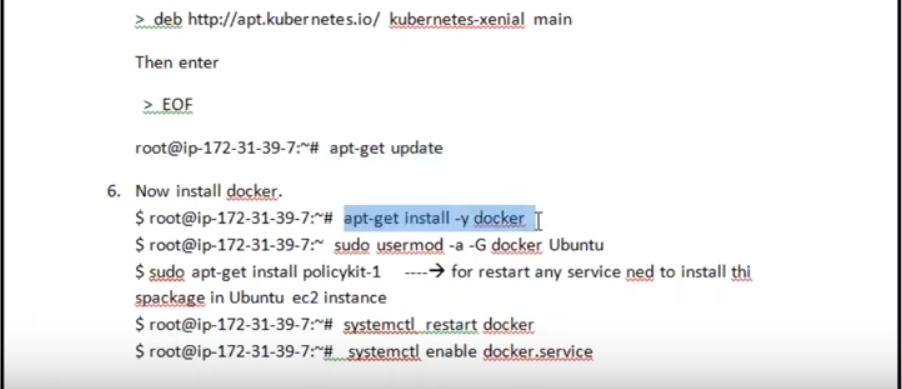 > deb http://apt.kubernetes.io/ kubernetes-xenial main
Then enter
> EOF
root@ip-172-31-39-7:~# apt-get update
6. Now install docker.
$ root@ip-172-31-39-7:~# apt-get install -y docker
$ root@ip-172-31-39-7:~ sudo usermod -a -G docker Ubuntu
$ sudo apt-get install policykit-1 ----→ for restart any service ned to install thi
spackage in Ubuntu ec2 instance
$ root@ip-172-31-39-7:~# systemctl restart docker
$ root@ip-172-31-39-7:~# systemctl enable docker.service